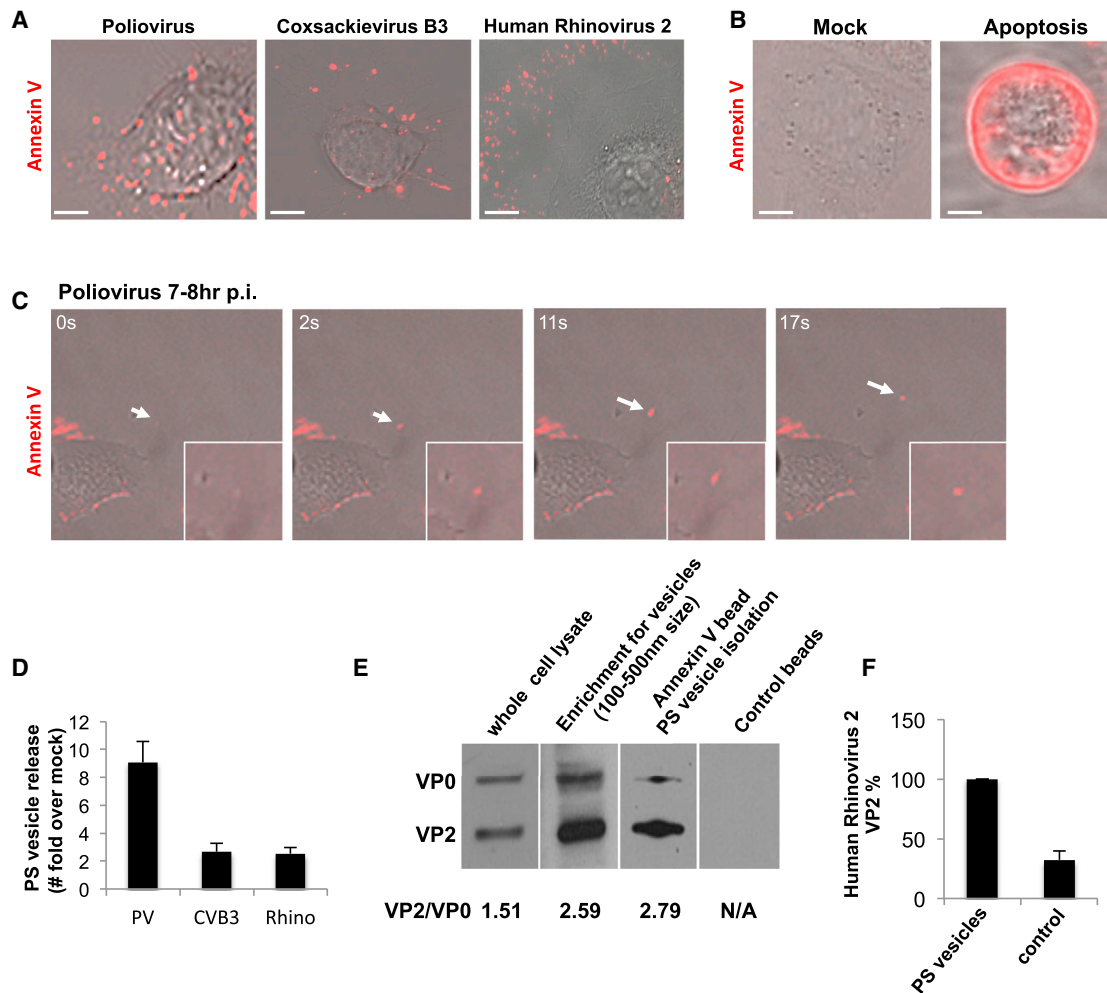 A
Poliovirus
Coxsackievirus B3
Human Rhinovirus 2
Annexin V
B
Mock
Apoptosis
Annexin V
C
Poliovirus 7-8hr p.i.
Annexin V
0s
2s
11s
17s
D
PS vesicle release
(# fold over mock)
12
10
8
6
4
2
0
PV
CVB3
Rhino
E
whole cell lysate
Enrichment for vesicles
(100-500nm size)
Annexin V bead
PS vesicle isolation
Control beads
VP0
VP2
VP2/VP0 1.51 2.59 2.79 N/A
F
Human Rhinovirus 2
VP2 %
150
100
50
0
PS vesicles
control